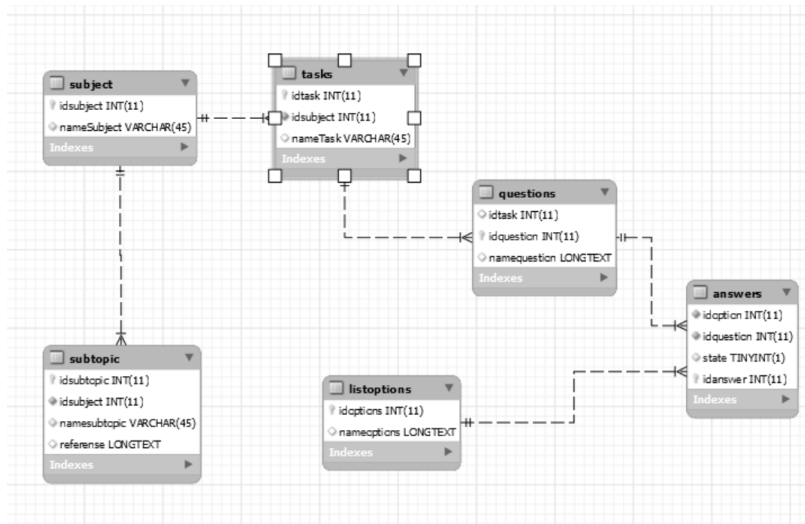 subject
idsubject INT(11)
nameSubject VARCHAR(45)
Indexes
tasks
idtask INT(11)
idsubject INT(11)
nameTask VARCHAR(45)
Indexes
questions
idtask INT(11)
idquestion INT(11)
namequestion LONGTEXT
Indexes
answers
idoption INT(11)
idquestion INT(11)
state TINYINT(1)
idanswer INT(11)
Indexes
subtopic
idsubtopic INT(11)
idsubject INT(11)
namesubtopic VARCHAR(45)
referense LONGTEXT
Indexes
listoptions
idoptions INT(11)
nameoptions LONGTEXT
Indexes